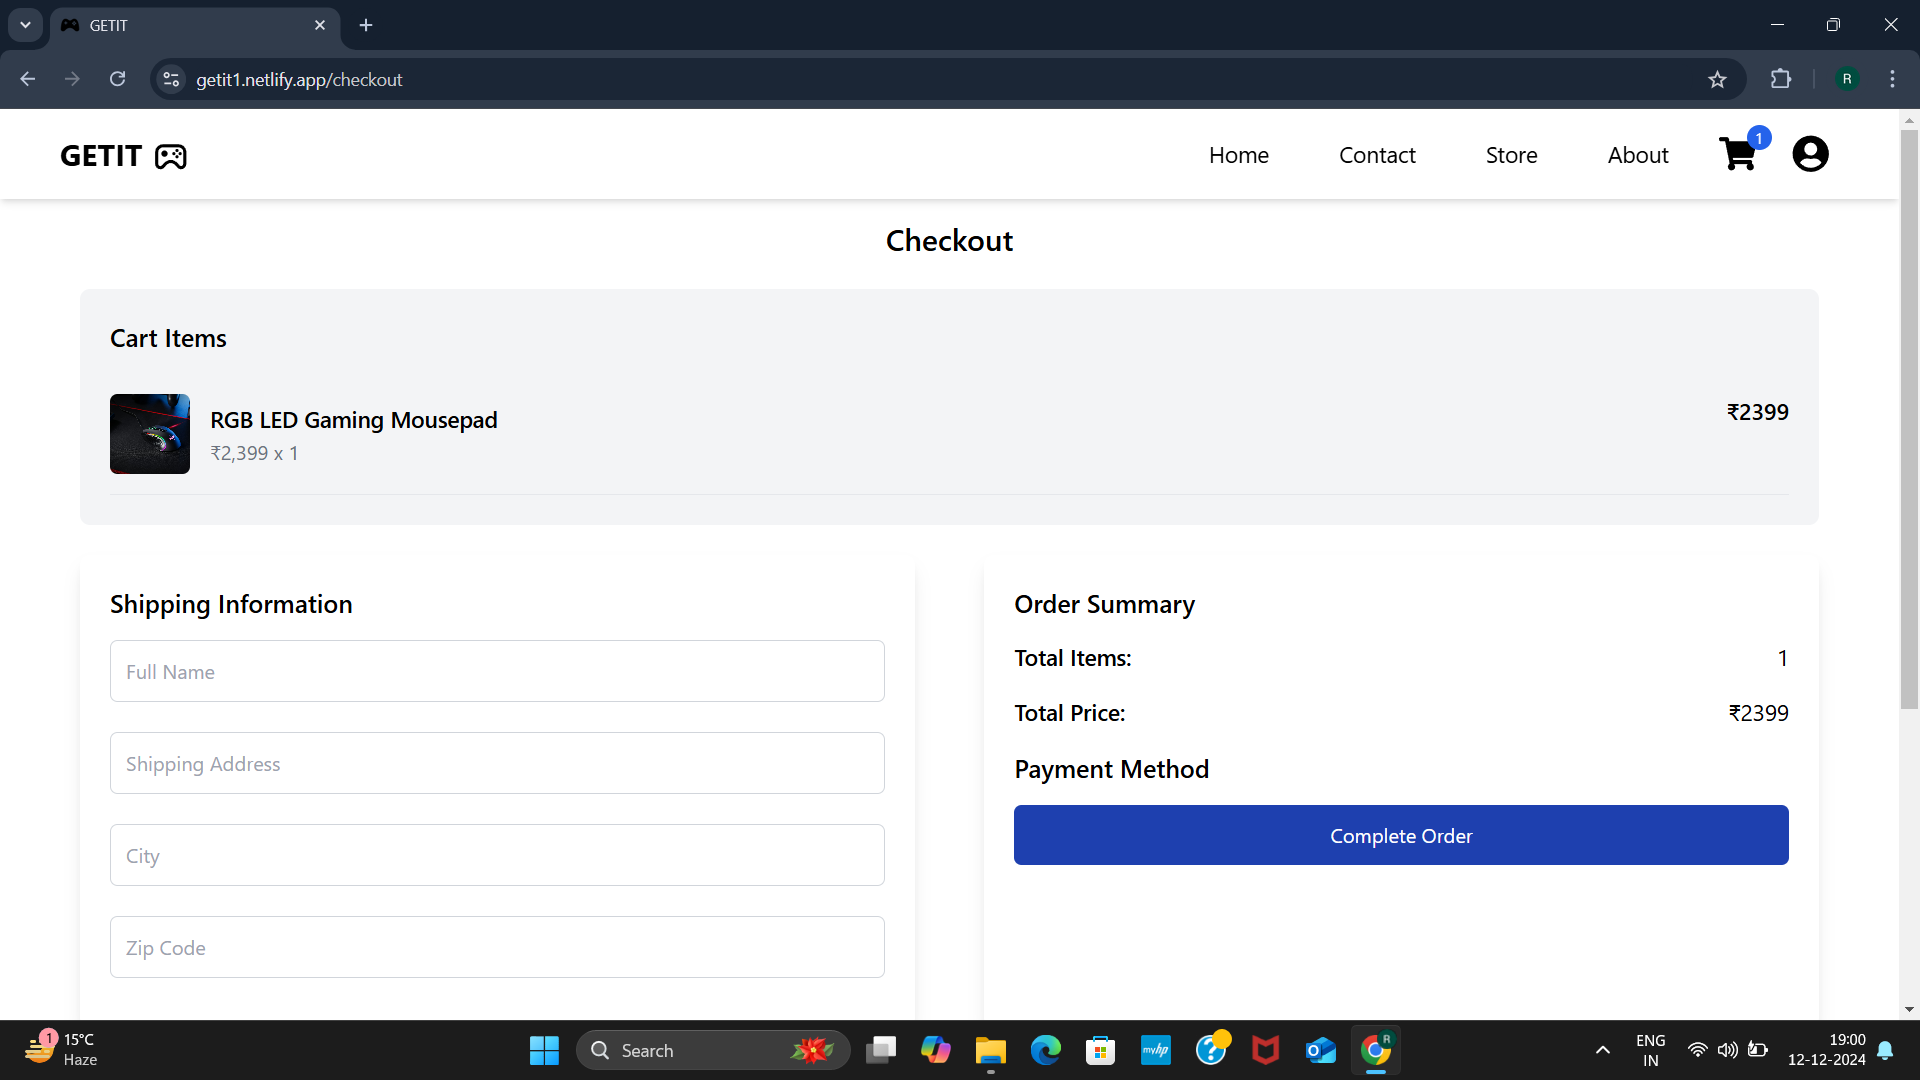 GETIT
getit1.netlify.app/checkout
R
GETIT
Home
Contact
Store
About
1
Checkout
Cart Items
RGB LED Gaming Mousepad
₹2,399 x 1
₹2399
Shipping Information
Full Name
Shipping Address
City
Zip Code
Order Summary
Total Items:
1
Total Price:
₹2399
Payment Method
Complete Order
1
15°C
Haze
Search
myhp
R
ENG
IN
19:00
12-12-2024